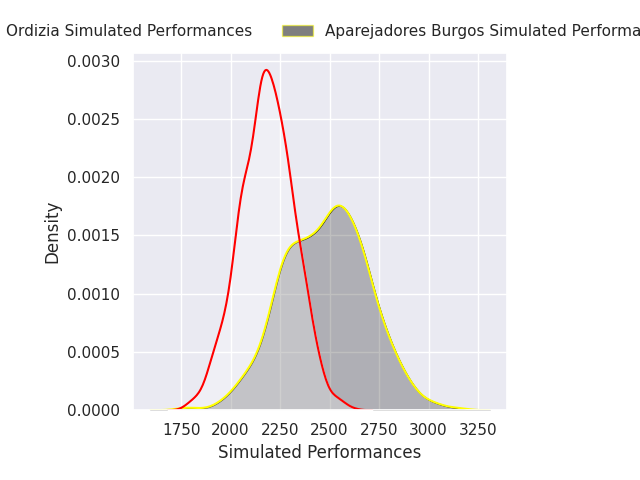 Ordizia Simulated Performances
Aparejadores Burgos Simulated Performa
0.0030
0.0025
0.0020
0.0015
0.0010
0.0005
0.0000
Density
1750 2000 2250 2500 2750 3000 3250
Simulated Performances